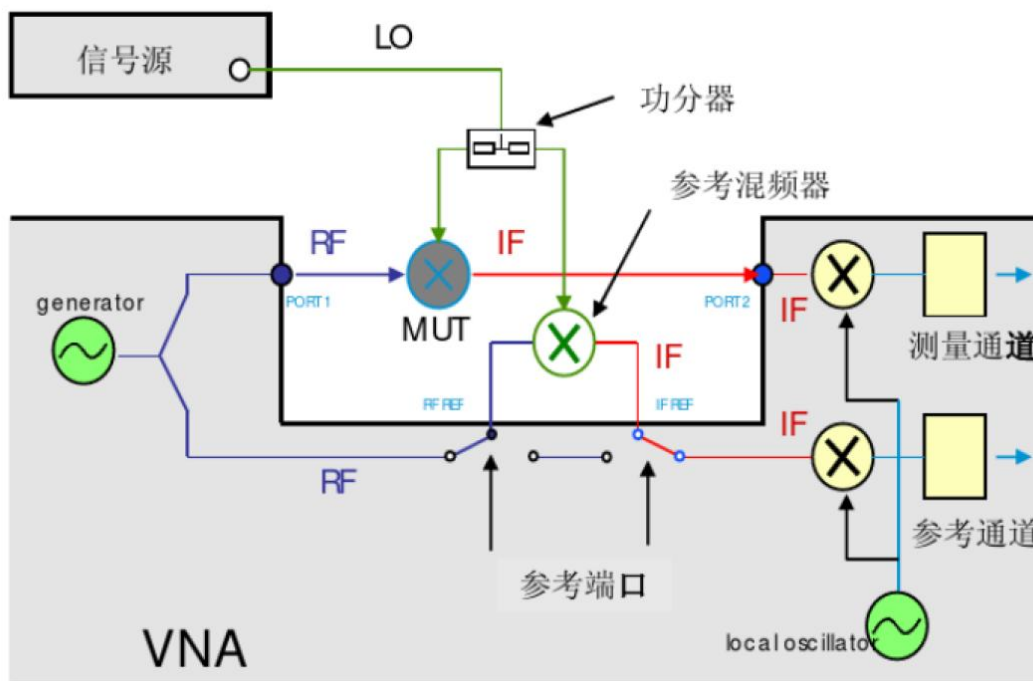 信号源
LO
功分器
参考混频器
RF
IF
generator
PORT1
MUT
PORT2
IF
测量通道
IF
RF REF
IF REF
IF
RF
参考通道
参考端口
local oscillator
VNA